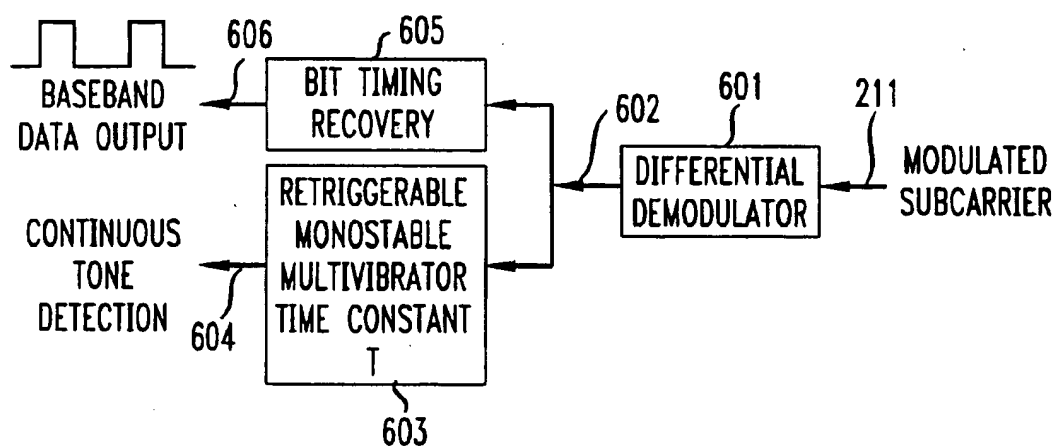 606
BASEBAND
DATA OUTPUT
605
BIT TIMING
RECOVERY
602
601
DIFFERENTIAL
DEMODULATOR
211
MODULATED
SUBCARRIER
CONTINUOUS
TONE
DETECTION
604
RETRIGGERABLE
MONOSTABLE
MULTIVIBRATOR
TIME CONSTANT
T
603